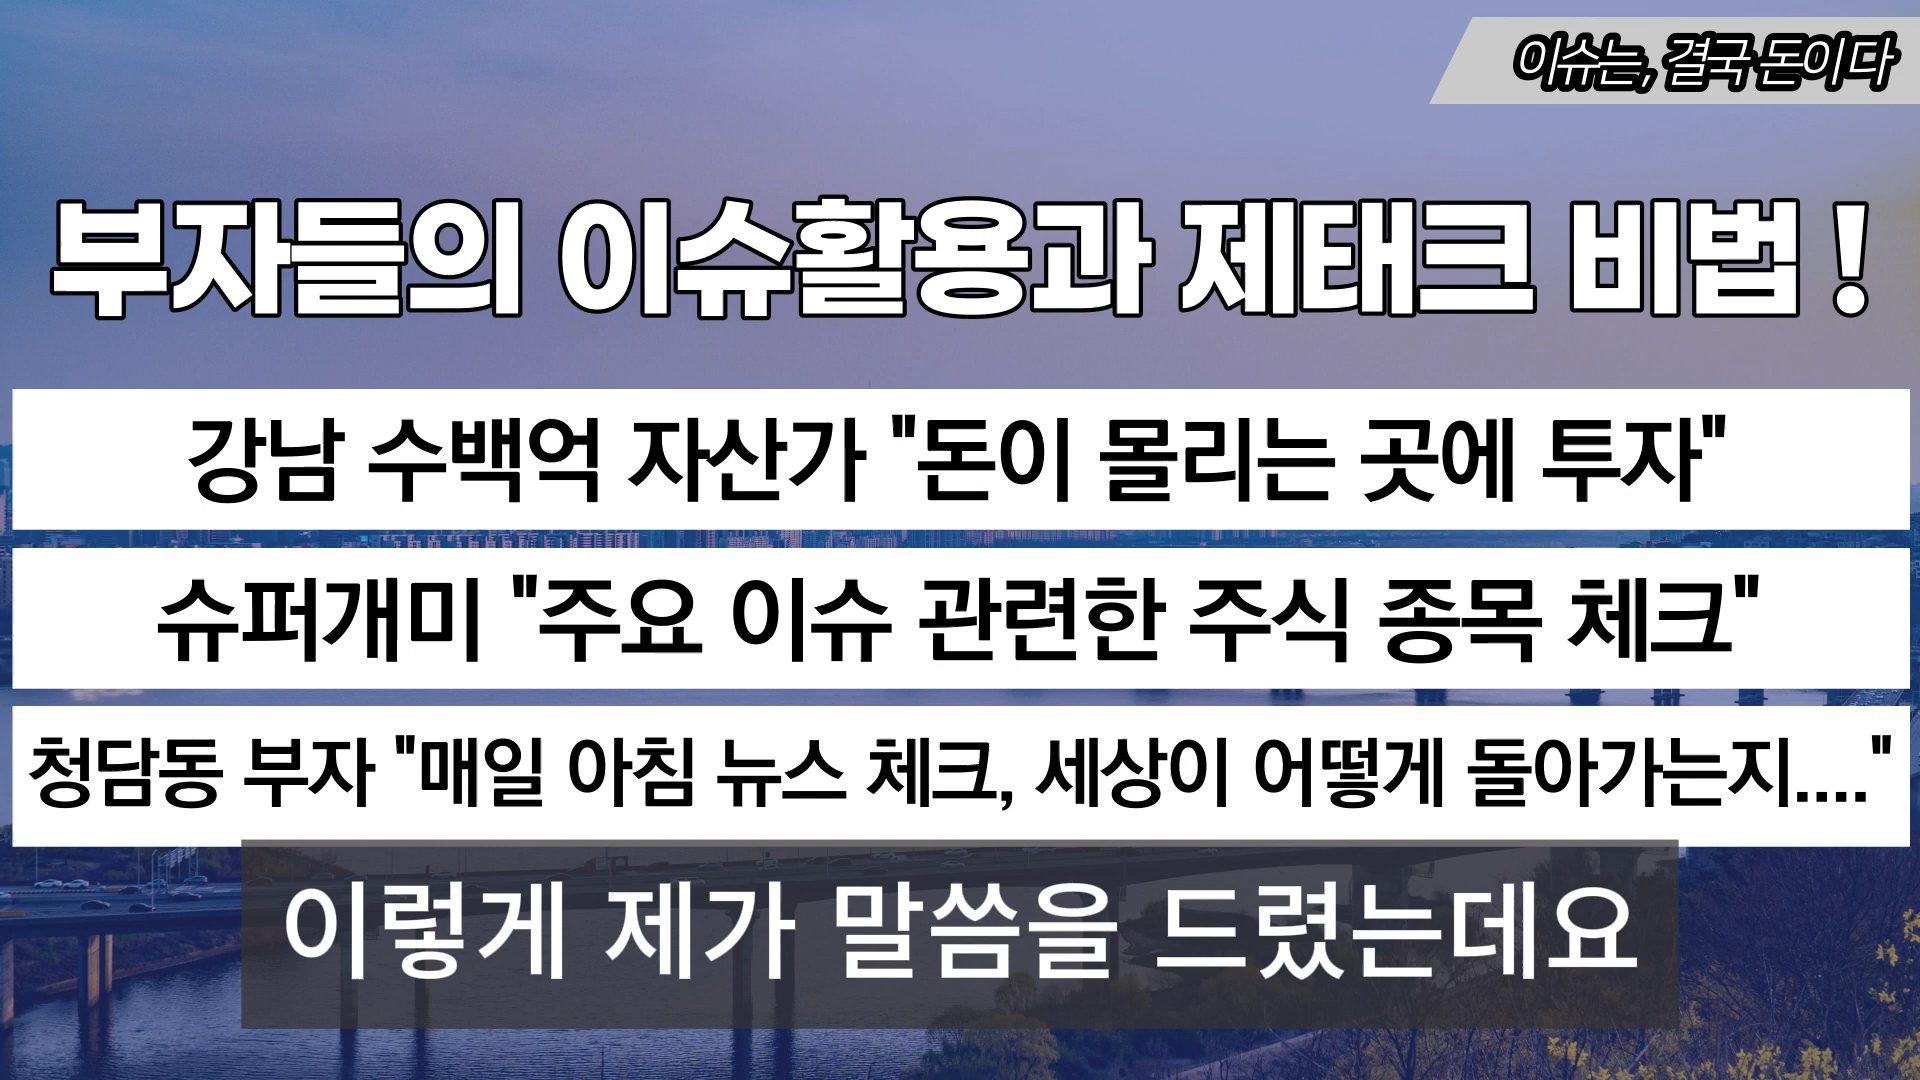 이슈는, 결국 돈이다
부자들의 이슈활용과 제태크 비법 !
강남 수백억 자산가 "돈이 몰리는 곳에 투자"
슈퍼개미 "주요 이슈 관련한 주식 종목 체크"
청담동 부자 "매일 아침 뉴스 체크, 세상이 어떻게 돌아가는지...."
이렇게 제가 말씀을 드렸는데요